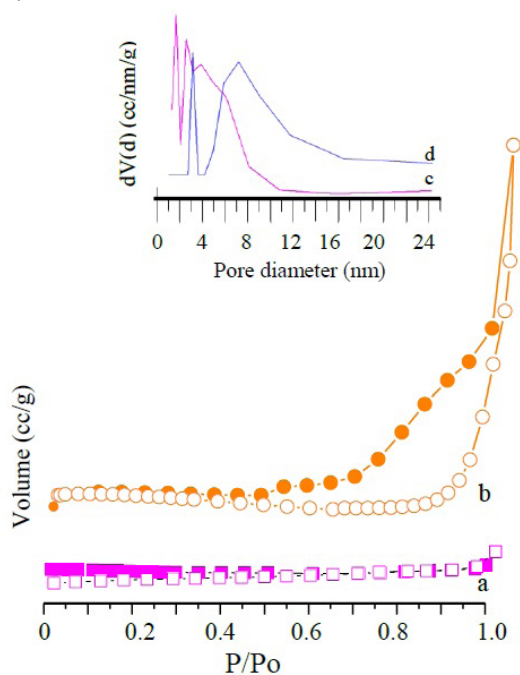 dV(d) (cc/nm/g)
d
c
0 4 8 12 16 20 24
Pore diameter (nm)
Volume (cc/g)
b
a
0 0.2 0.4 0.6 0.8 1.0
P/Po